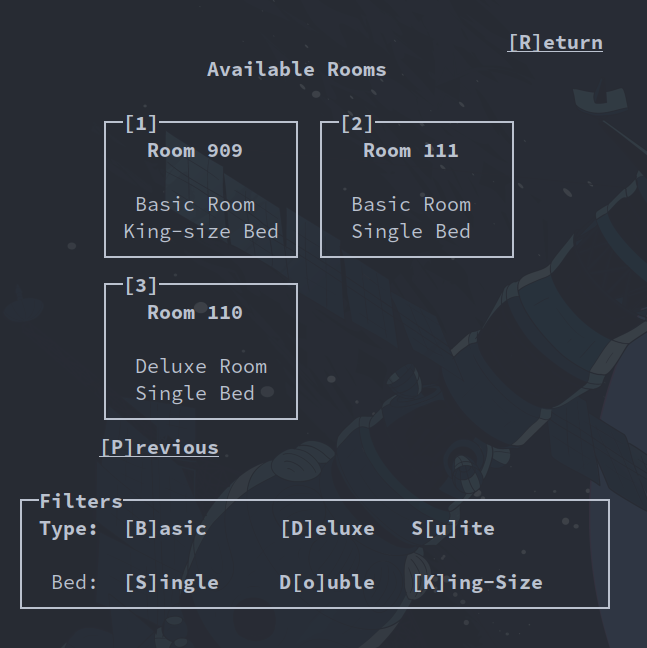 [R]eturn
Available Rooms
[1] [2]
Room 909 Room 111
Basic Room Basic Room
King-size Bed Single Bed
[3]
Room 110
Deluxe Room
Single Bed
[P]revious
Filters
Type: [B]asic [D]eluxe S[u]ite
Bed: [S]ingle D[o]uble [K]ing-Size